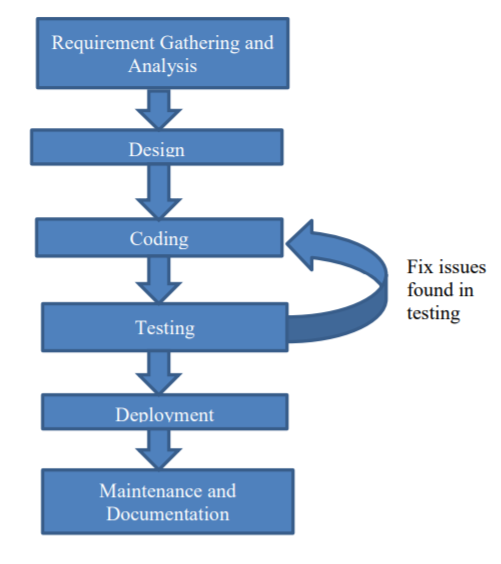 Requirement Gathering and
Analysis
Design
Coding
Fix issues
found in
testing
Testing
Deployment
Maintenance and
Documentation